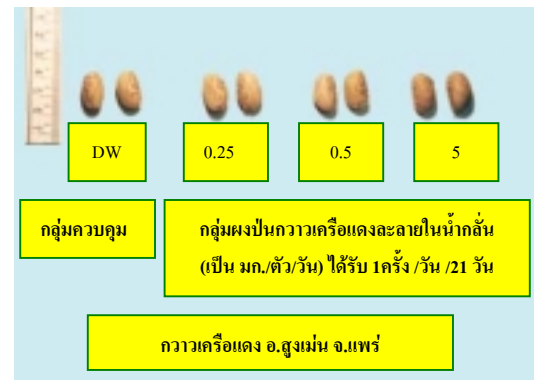 DW 0.25 0.5 5
กลุ่มควบคุม
กลุ่มผงป่นกวาวเครือแดงละลายในน้ำกลั่น
(เป็น มก./ตัว/วัน) ได้รับ 1ครั้ง /วัน /21 วัน
กวาวเครือแดง อ.สูงเม่น จ.แพร่